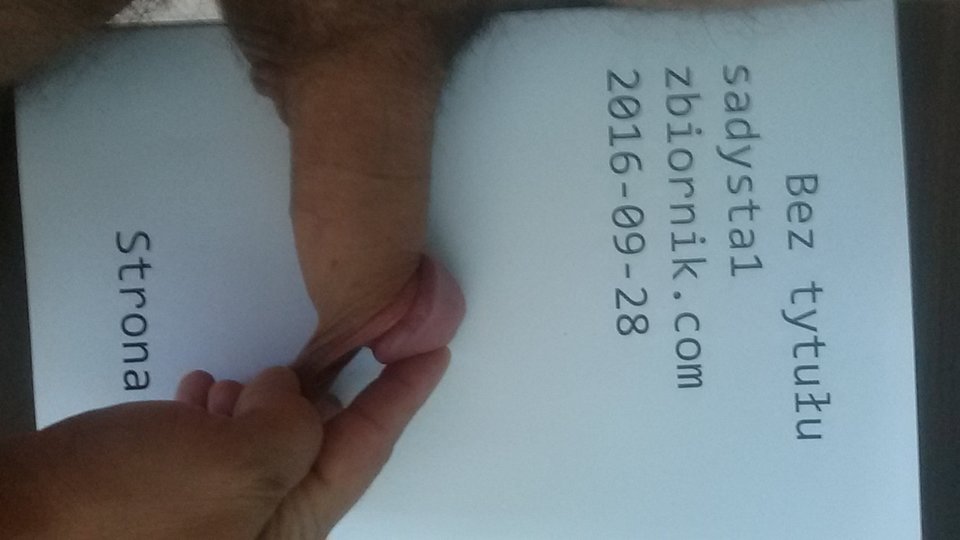 Bez tytułu
sadysta1
zbiornik.com
2016-09-28
Strona